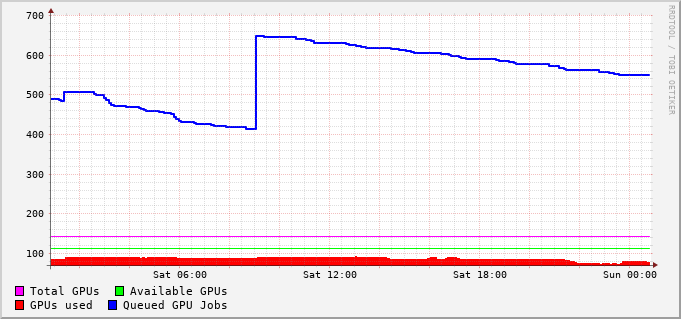 700
600
500
400
300
200
100
Sat 06:00 Sat 12:00 Sat 18:00 Sun 00:00
Total GPUs Available GPUs
GPUs used Queued GPU Jobs
RRDTOOL / TOBI OETIKER